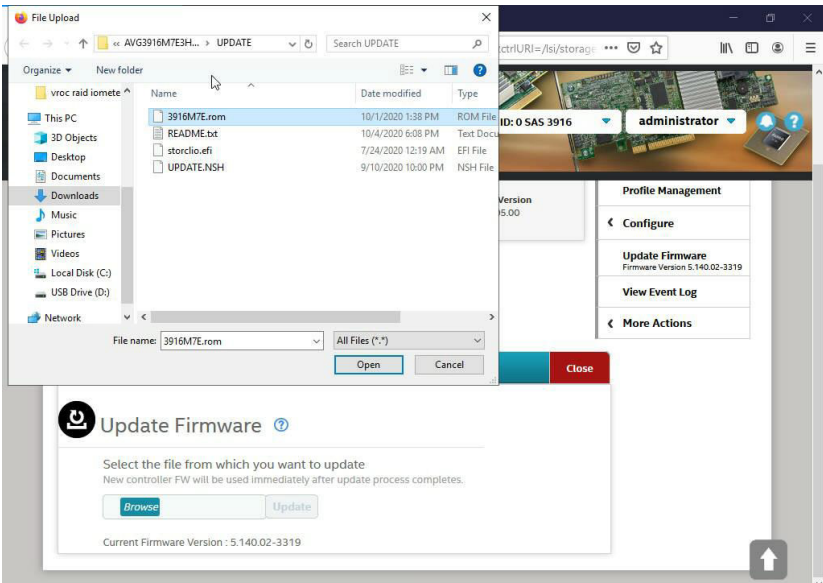 File Upload
« AVG3916M7E3H... › UPDATE
Search UPDATE
Organize
New folder
vroc raid iomete
This PC
3D Objects
Desktop
Documents
Downloads
Music
Pictures
Videos
Local Disk (C:)
USB Drive (D:)
Network
Name
Date modified
Type
3916M7E.rom
10/1/2020 1:38 PM
ROM File
README.txt
10/4/2020 6:08 PM
Text Docu
storclio.efi
7/24/2020 12:19 AM
EFI File
UPDATE.NSH
9/10/2020 10:00 PM
NSH File
File name:
3916M7E.rom
All Files (*.*)
Open
Cancel
ctrlURI=/lsi/storage
ID: 0 SAS 3916
administrator
Version
05.00
Profile Management
Configure
Update Firmware
Firmware Version 5.140.02-3319
View Event Log
More Actions
Close
Update Firmware
Select the file from which you want to update
New controller FW will be used immediately after update process completes.
Browse
Update
Current Firmware Version : 5.140.02-3319